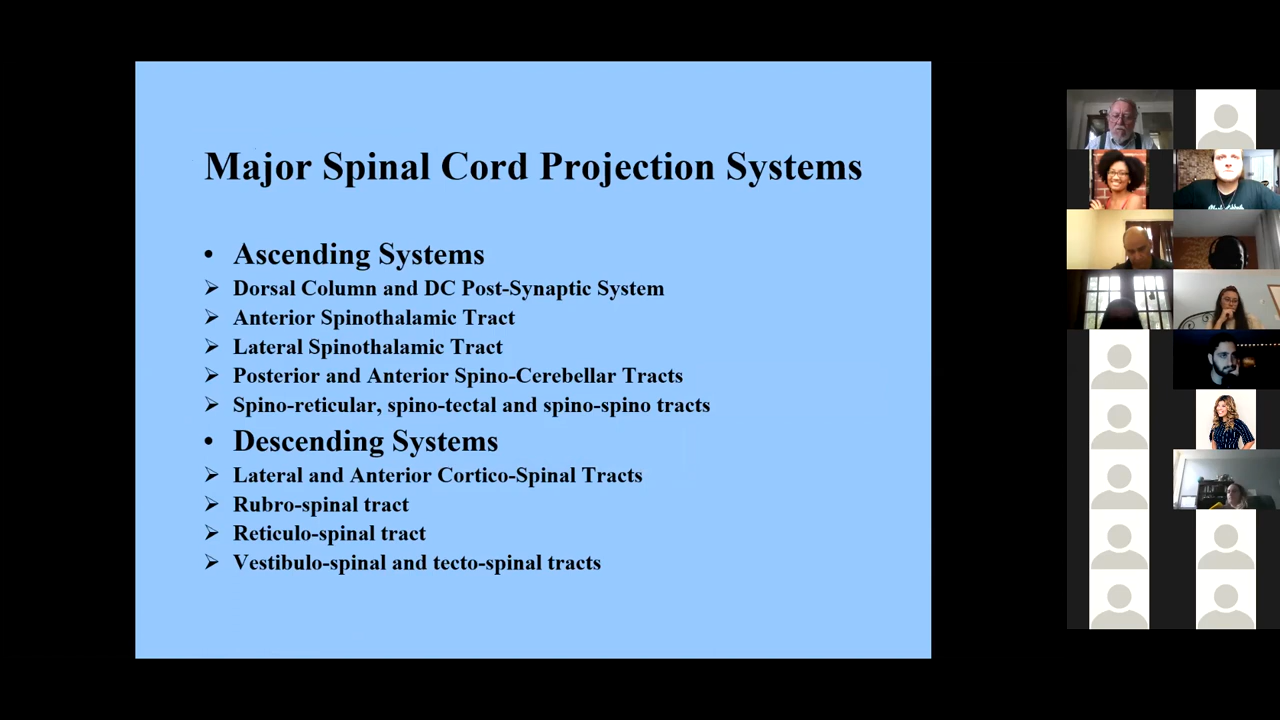 Major Spinal Cord Projection Systems
• Ascending Systems
➢ Dorsal Column and DC Post-Synaptic System
➢ Anterior Spinothalamic Tract
➢ Lateral Spinothalamic Tract
➢ Posterior and Anterior Spino-Cerebellar Tracts
➢ Spino-reticular, spino-tectal and spino-spino tracts
• Descending Systems
➢ Lateral and Anterior Cortico-Spinal Tracts
➢ Rubro-spinal tract
➢ Reticulo-spinal tract
➢ Vestibulo-spinal and tecto-spinal tracts